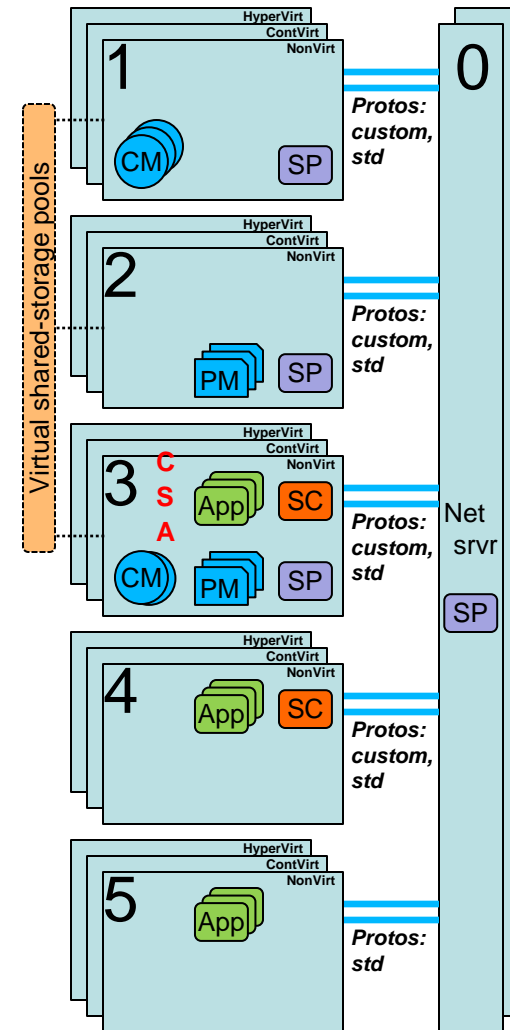 Virtual shared-storage pools
HyperVirt
ContVirt
NonVirt
1
CM
SP
Protos:
custom,
std
HyperVirt
ContVirt
NonVirt
2
PM
SP
Protos:
custom,
std
HyperVirt
ContVirt
NonVirt
3
C
S
A
App
SC
CM
PM
SP
Protos:
custom,
std
HyperVirt
ContVirt
NonVirt
4
App
SC
Protos:
custom,
std
HyperVirt
ContVirt
NonVirt
5
App
Protos:
std
0
Net
srvr
SP